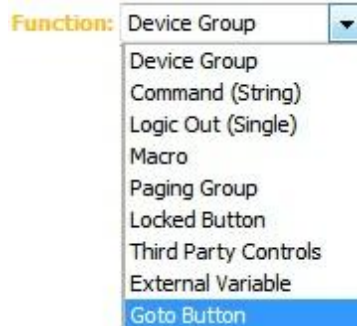 Function: Device Group
Device Group
Command (String)
Logic Out (Single)
Macro
Paging Group
Locked Button
Third Party Controls
External Variable
Goto Button